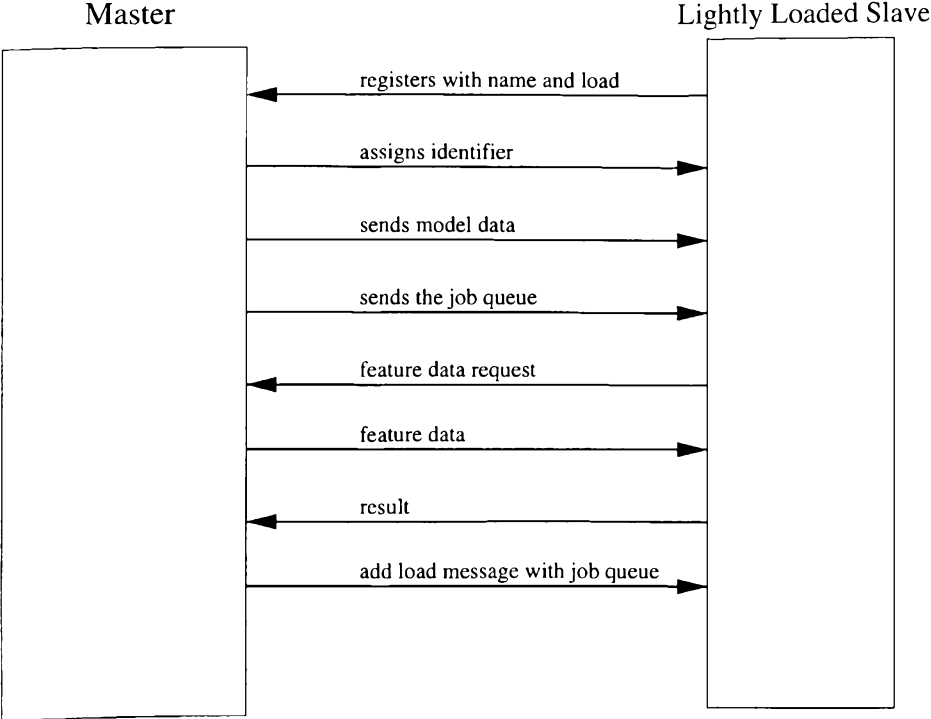 Master
Lightly Loaded Slave
registers with name and load
assigns identifier
sends model data
sends the job queue
feature data request
feature data
result
add load message with job queue